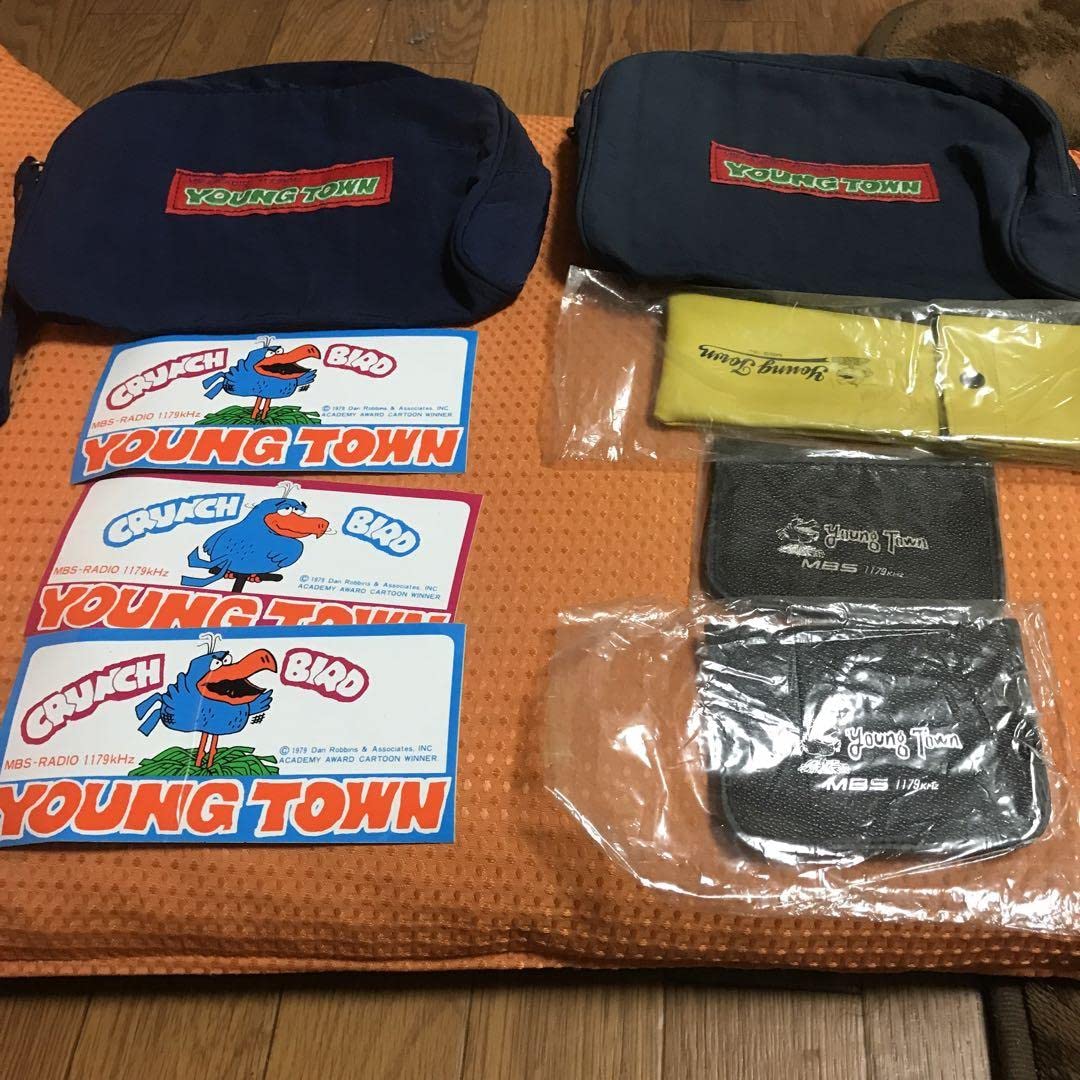 YOUNG TOWN
YOUNG TOWN
CRUNCH BIRD
MBS-RADIO 1179kHz
© 1979 Dan Robbins & Associates, INC
ACADEMY AWARD CARTOON WINNER.
YOUNG TOWN
CRUNCH BIRD
MBS-RADIO 1179kHz
© 1979 Dan Robbins & Associates, INC
ACADEMY AWARD CARTOON WINNER.
YOUNG TOWN
CRUNCH BIRD
MBS-RADIO 1179kHz
© 1979 Dan Robbins & Associates, INC
ACADEMY AWARD CARTOON WINNER.
YOUNG TOWN
Young Town
Young Town
MBS 1179KHz
Young Town
MBS 1179KHz